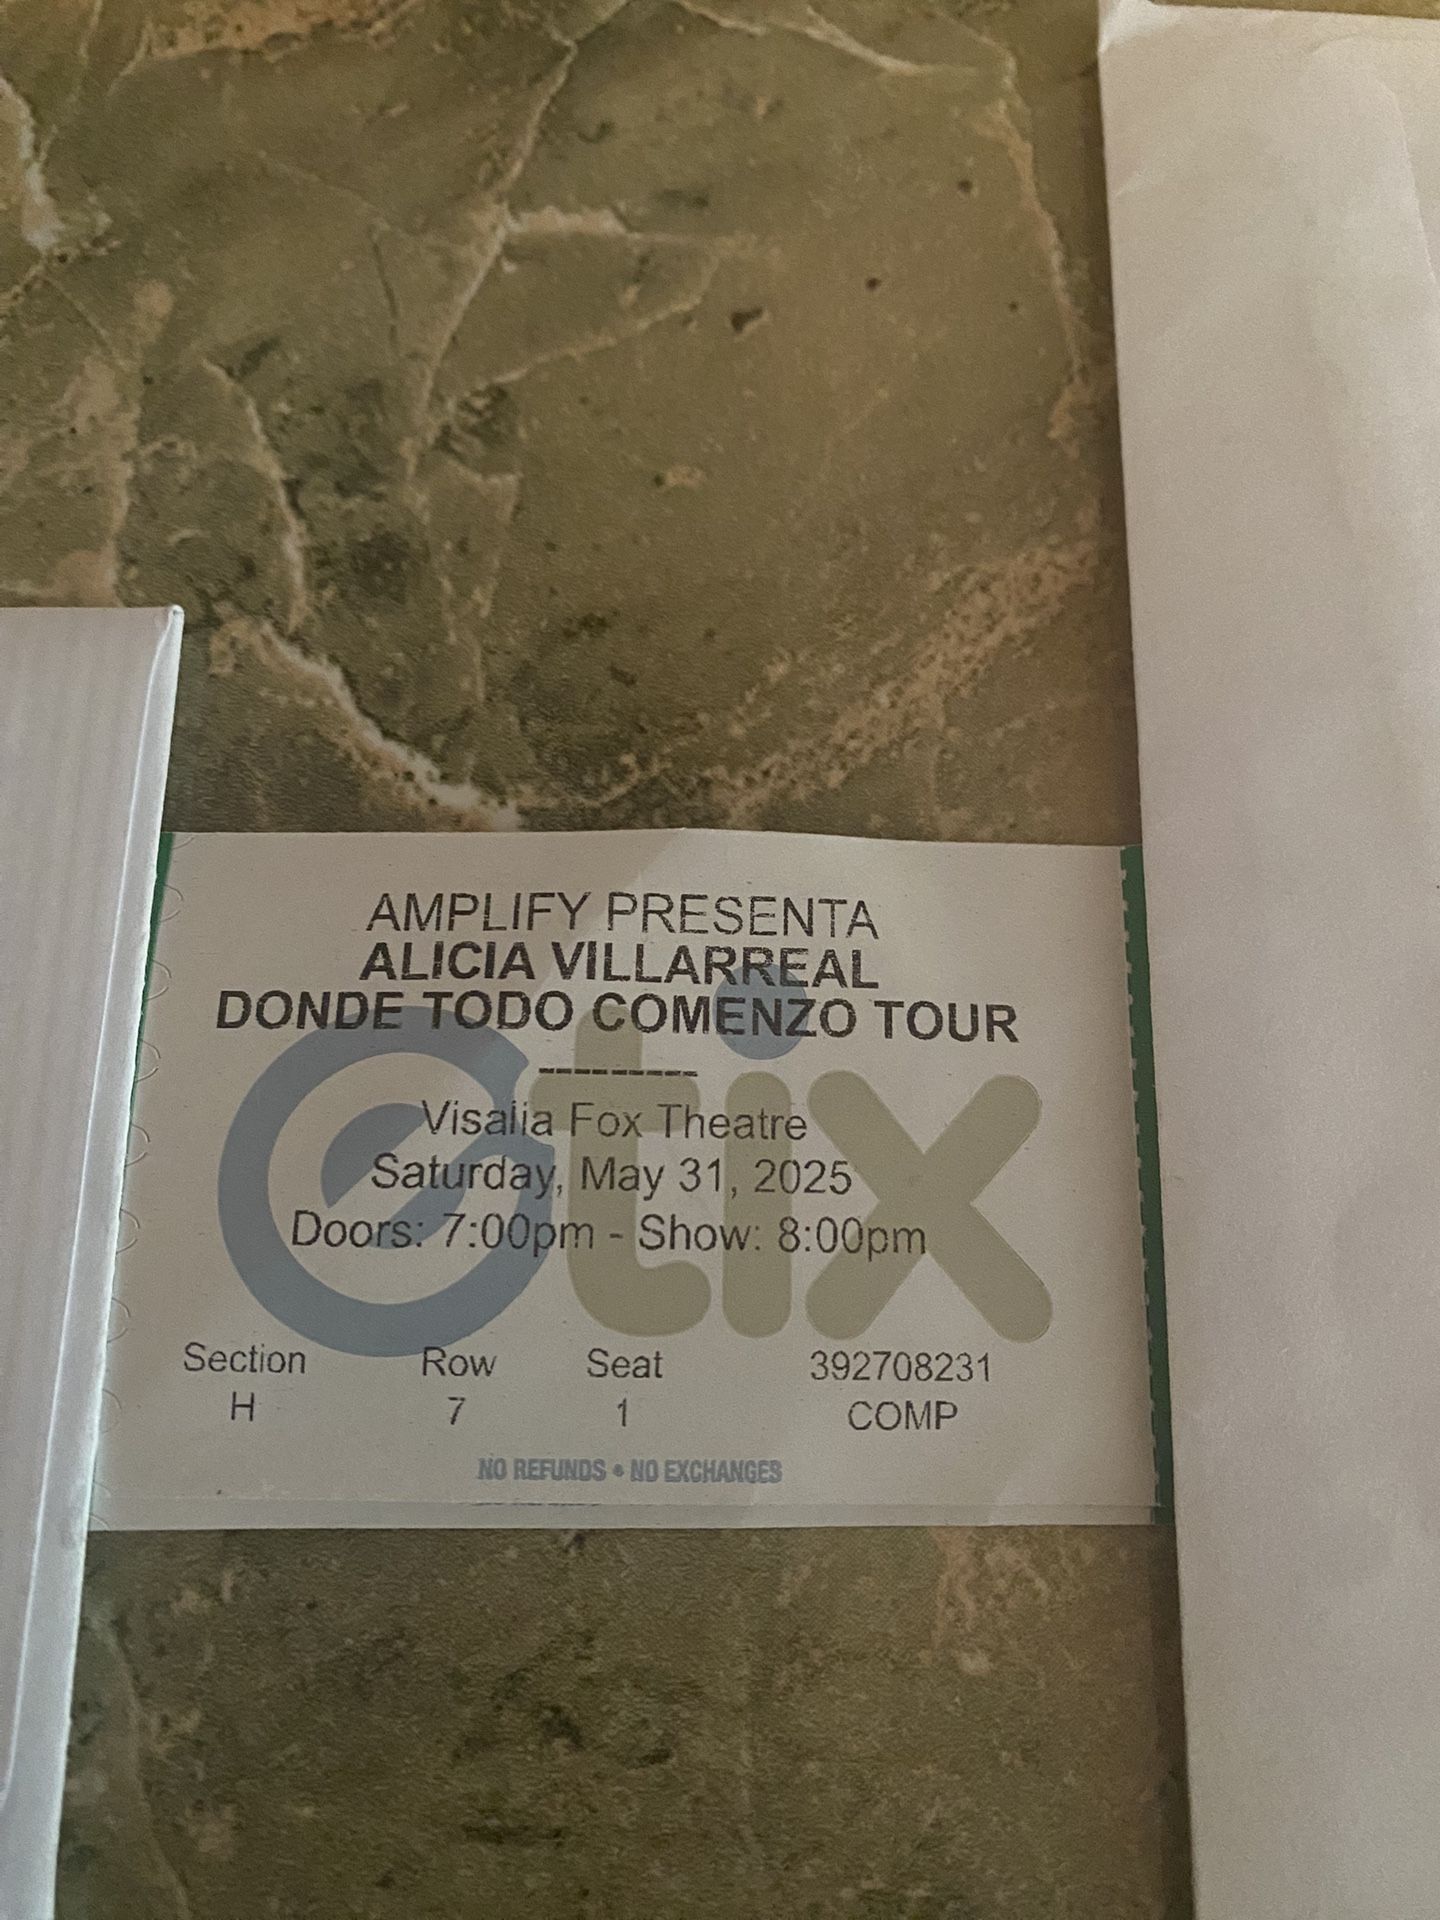 AMPLIFY PRESENTA
ALICIA VILLARREAL
DONDE TODO COMENZO TOUR
----------
etix
Visalia Fox Theatre
Saturday, May 31, 2025
Doors: 7:00pm - Show: 8:00pm
Section Row Seat 392708231
H 7 1 COMP
NO REFUNDS • NO EXCHANGES